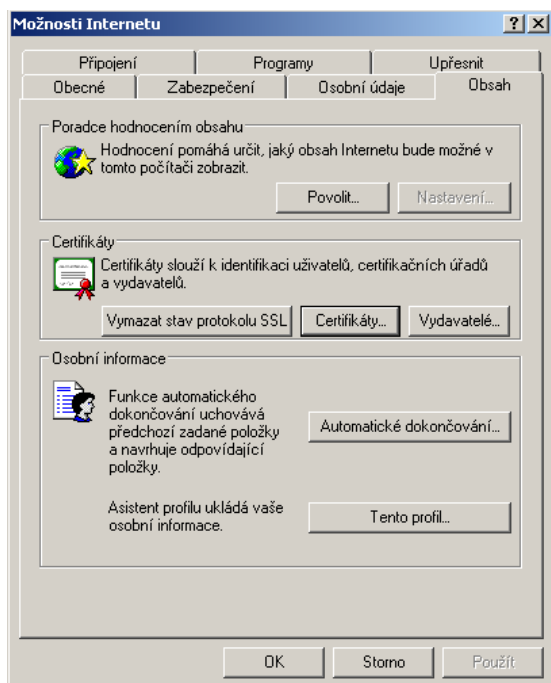 Možnosti Internetu
Připojení Programy Upřesnit
Obecné Zabezpečení Osobní údaje Obsah
Poradce hodnocením obsahu
Hodnocení pomáhá určit, jaký obsah Internetu bude možné v
tomto počítači zobrazit.
Povolit... Nastavení...
Certifikáty
Certifikáty slouží k identifikaci uživatelů, certifikačních úřadů
a vydavatelů.
Vymazat stav protokolu SSL Certifikáty... Vydavatelé...
Osobní informace
Funkce automatického
dokončování uchovává
předchozí zadané položky
a navrhuje odpovídající
položky.
Automatické dokončování...
Asistent profilu ukládá vaše
osobní informace.
Tento profil...
OK Storno Použít